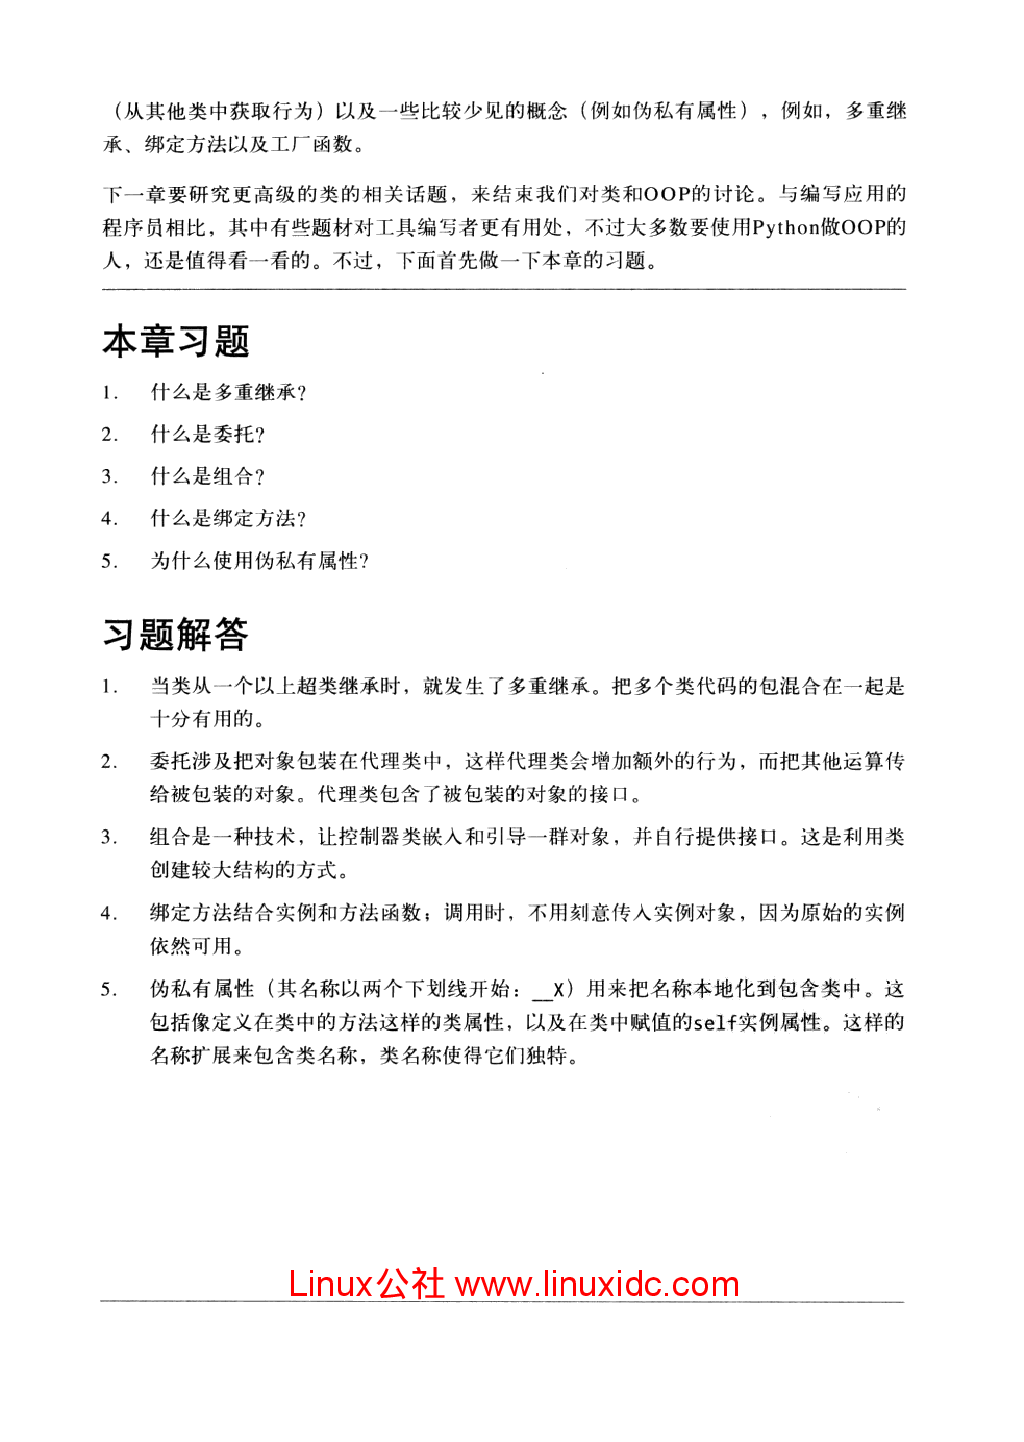 （从其他类中获取行为）以及一些比较少见的概念（例如伪私有属性），例如，多重继
承、绑定方法以及工厂函数。
下一章要研究更高级的类的相关话题，来结束我们对类和OOP的讨论。与编写应用的
程序员相比，其中有些题材对工具编写者更有用处，不过大多数要使用Python做OOP的
人，还是值得看一看的。不过，下面首先做一下本章的习题。
本章习题
1. 什么是多重继承？
2. 什么是委托？
3. 什么是组合？
4. 什么是绑定方法？
5. 为什么使用伪私有属性？
习题解答
1. 当类从一个以上超类继承时，就发生了多重继承。把多个类代码的包混合在一起是
十分有用的。
2. 委托涉及把对象包装在代理类中，这样代理类会增加额外的行为，而把其他运算传
给被包装的对象。代理类包含了被包装的对象的接口。
3. 组合是一种技术，让控制器类嵌入和引导一群对象，并自行提供接口。这是利用类
创建较大结构的方式。
4. 绑定方法结合实例和方法函数；调用时，不用刻意传入实例对象，因为原始的实例
依然可用。
5. 伪私有属性（其名称以两个下划线开始：__X）用来把名称本地化到包含类中。这
包括像定义在类中的方法这样的类属性，以及在类中赋值的self实例属性。这样的
名称扩展来包含类名称，类名称使得它们独特。
Linux公社 www.linuxidc.com